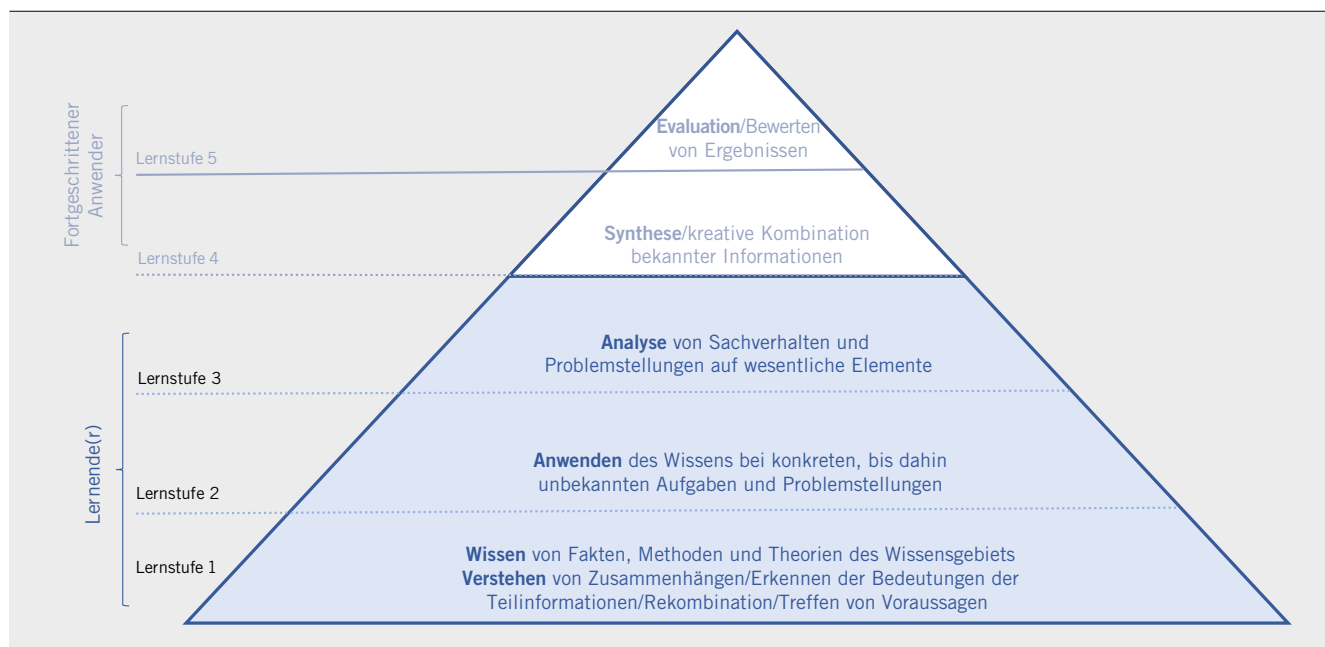 Fortgeschrittener
Anwender
Lernstufe 5
Evaluation/Bewerten
von Ergebnissen
Lernstufe 4
Synthese/kreative Kombination
bekannter Informationen
Lernende(r)
Lernstufe 3
Analyse von Sachverhalten und
Problemstellungen auf wesentliche Elemente
Lernstufe 2
Anwenden des Wissens bei konkreten, bis dahin
unbekannten Aufgaben und Problemstellungen
Lernstufe 1
Wissen von Fakten, Methoden und Theorien des Wissensgebiets
Verstehen von Zusammenhängen/Erkennen der Bedeutungen der
Teilinformationen/Rekombination/Treffen von Voraussagen